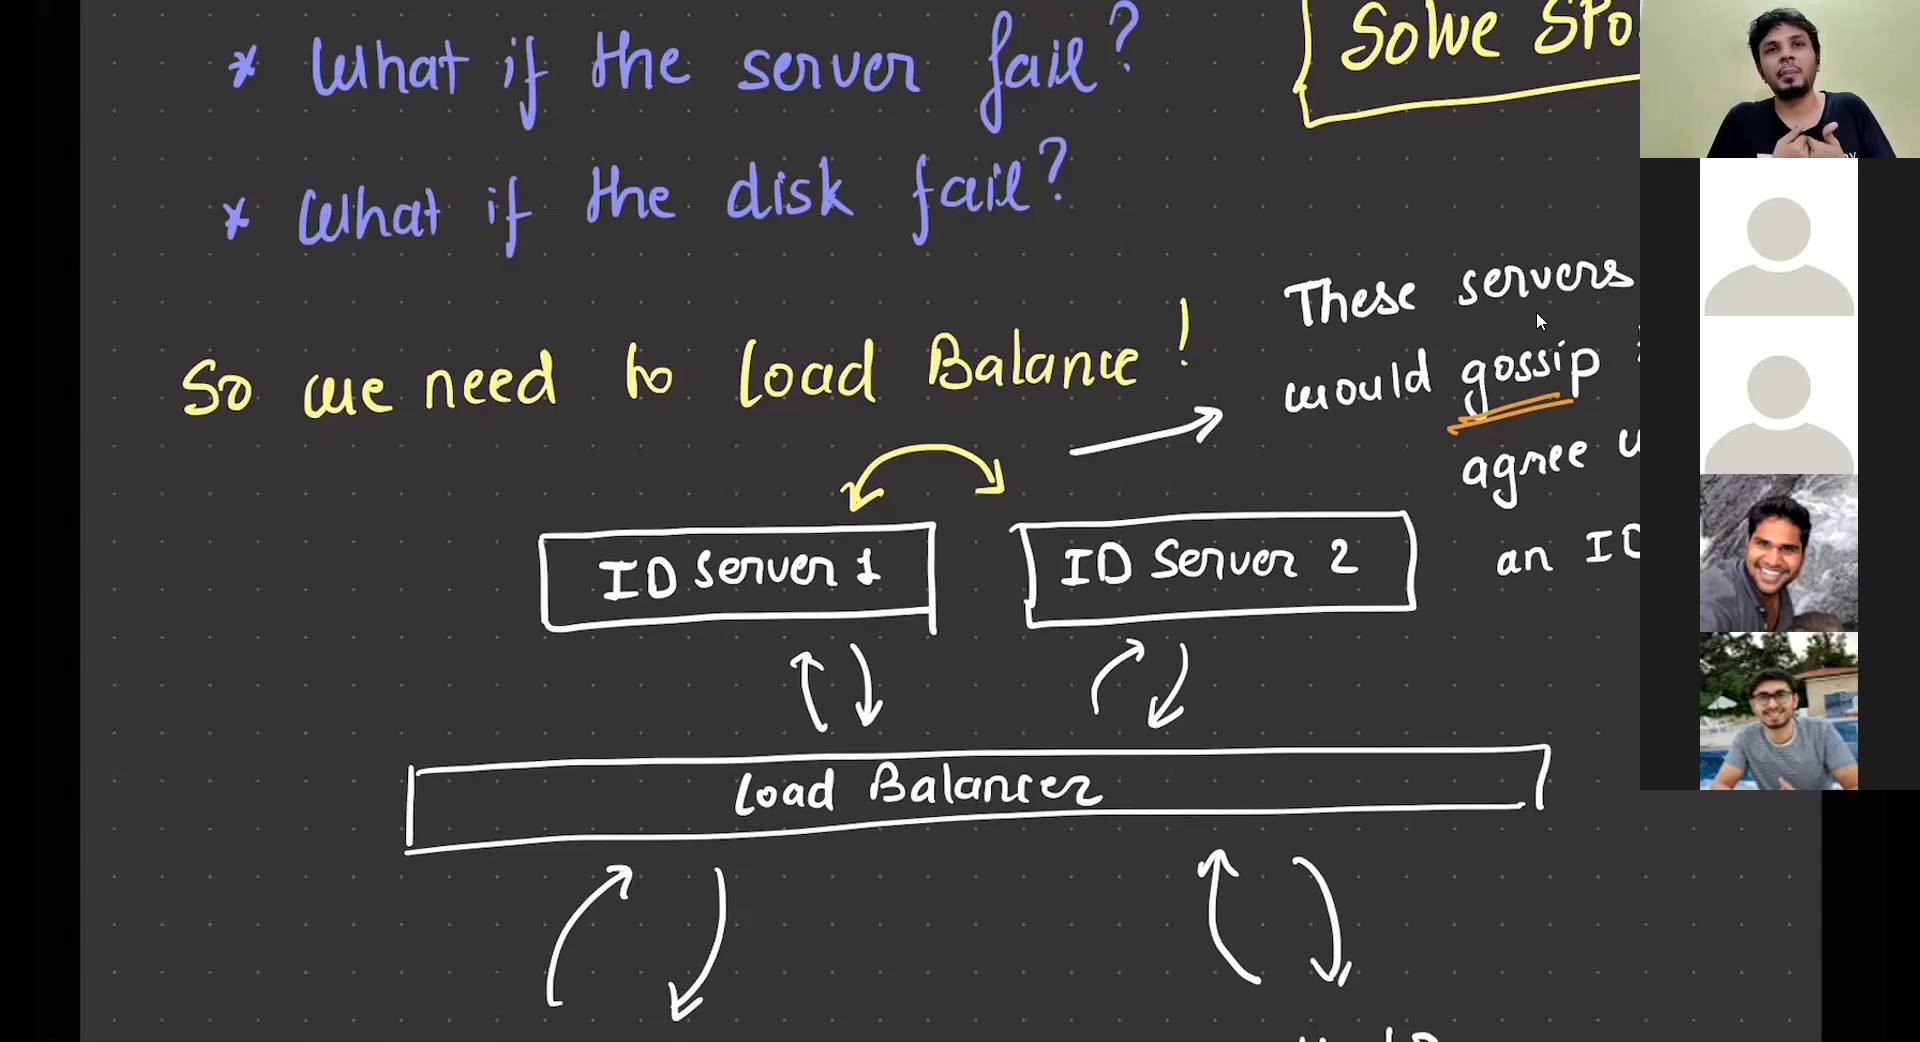 * What if the server fail?
Solve SPo
* What if the disk fail?
These servers
So we need to Load Balance!
would gossip
agree
an ID
ID Server 1
ID Server 2
Load Balancer